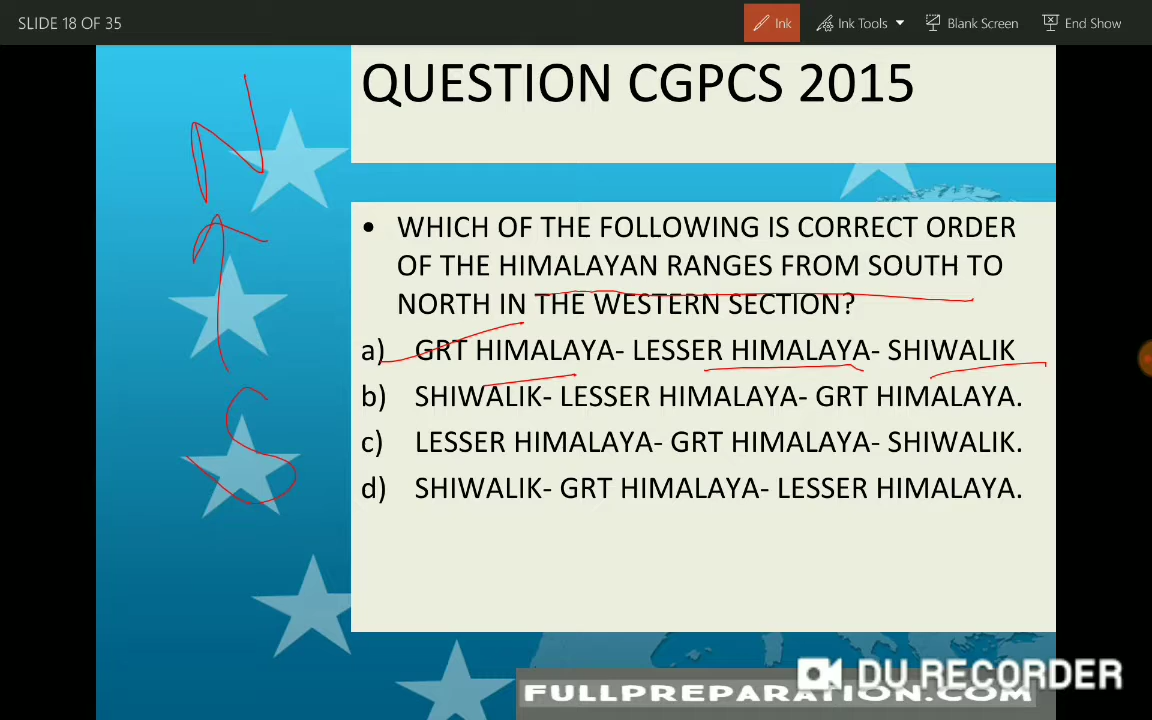 SLIDE 18 OF 35
Ink
Ink Tools
Blank Screen
End Show
QUESTION CGPCS 2015
N
S
• WHICH OF THE FOLLOWING IS CORRECT ORDER
OF THE HIMALAYAN RANGES FROM SOUTH TO
NORTH IN THE WESTERN SECTION?
a) GRT HIMALAYA- LESSER HIMALAYA- SHIWALIK
b) SHIWALIK- LESSER HIMALAYA- GRT HIMALAYA.
c) LESSER HIMALAYA- GRT HIMALAYA- SHIWALIK.
d) SHIWALIK- GRT HIMALAYA- LESSER HIMALAYA.
DU RECORDER
FULLPREPARATION.COM